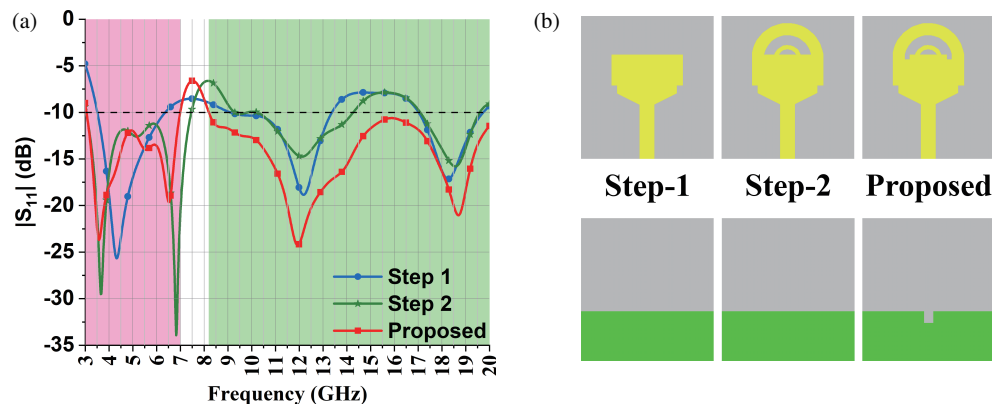 (a)
0
-5
-10
-15
-20
-25
-30
-35
|S₁₁| (dB)
Step 1
Step 2
Proposed
3 4 5 6 7 8 9 10 11 12 13 14 15 16 17 18 19 20
Frequency (GHz)
(b)
Step-1 Step-2 Proposed